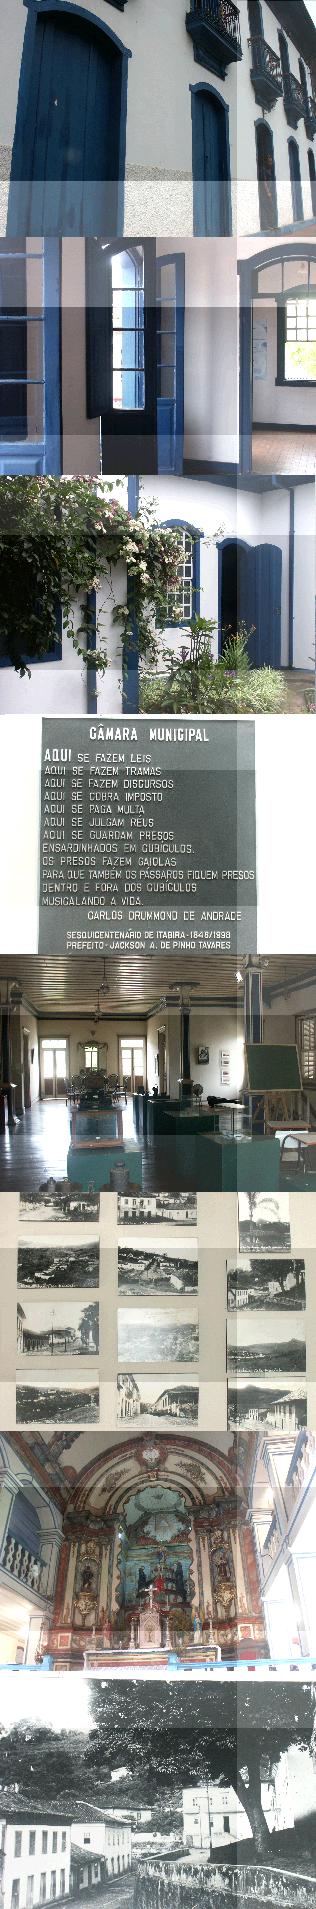 CÂMARA MUNICIPAL
AQUI SE FAZEM LEIS
AQUI SE FAZEM TRAMAS
AQUI SE FAZEM DISCURSOS
AQUI SE COBRA IMPOSTO
AQUI SE PAGA MULTA
AQUI SE JULGAM RÉUS
AQUI SE GUARDAM PRESOS
ENSARDINHADOS EM CUBÍCULOS.
OS PRESOS FAZEM GAIOLAS
PARA QUE TAMBÉM OS PÁSSAROS FIQUEM PRESOS
DENTRO E FORA DOS CUBÍCULOS
MUSICALANDO A VIDA.
CARLOS DRUMMOND DE ANDRADE
SESQUICENTENÁRIO DE ITABIRA-1848/1998
PREFEITO-JACKSON A. DE PINHO TAVARES